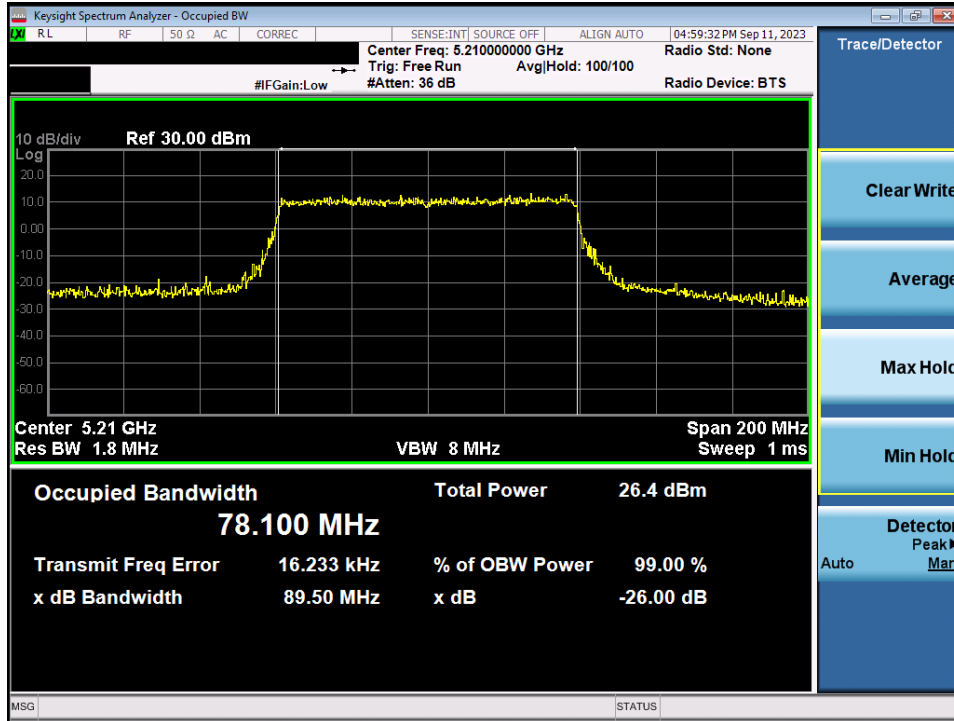 Keysight Spectrum Analyzer - Occupied BW
LXI RL RF 50 Ω AC CORREC SENSE:INT SOURCE OFF ALIGN AUTO 04:59:32 PM Sep 11, 2023
Center Freq: 5.210000000 GHz Radio Std: None
Trig: Free Run Avg|Hold: 100/100
#IFGain:Low #Atten: 36 dB Radio Device: BTS
10 dB/div Ref 30.00 dBm
Log
20.0
10.0
0.00
-10.0
-20.0
-30.0
-40.0
-50.0
-60.0
Center 5.21 GHz Span 200 MHz
Res BW 1.8 MHz VBW 8 MHz Sweep 1 ms
Occupied Bandwidth Total Power 26.4 dBm
78.100 MHz
Transmit Freq Error 16.233 kHz % of OBW Power 99.00 %
x dB Bandwidth 89.50 MHz x dB -26.00 dB
MSG STATUS
Trace/Detector
Clear Write
Average
Max Hold
Min Hold
Detector
Peak
Auto Man